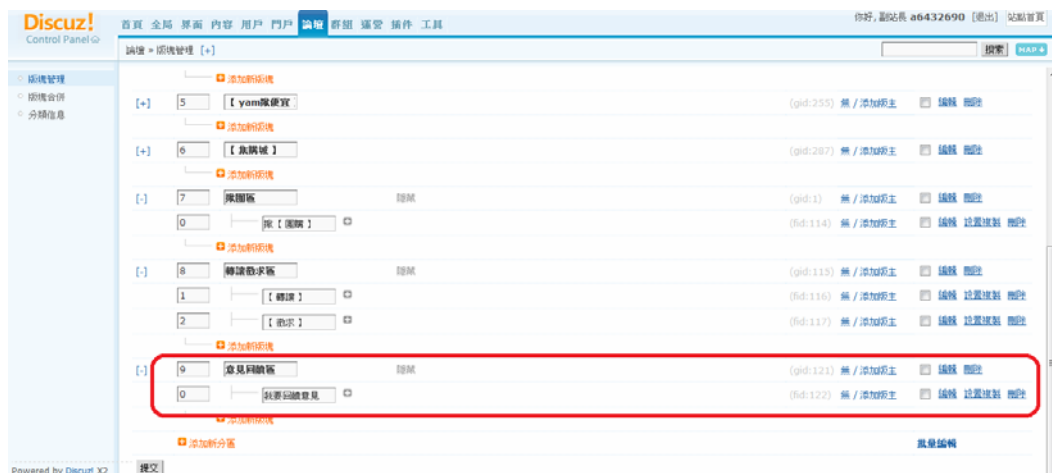 Discuz!
Control Panel
首頁 全局 界面 內容 用戶 門戶 論壇 群組 運營 插件 工具
你好, 副站長 a6432690 [退出] 站點首頁
論壇 » 版塊管理 [+]
搜索 MAP
版塊管理
版塊合併
分類信息
添加新版塊
[+] 5 【 yam 便宜 (gid:255) 無 / 添加版主 編輯 刪除
添加新版塊
[+] 6 【 集購城 】 (gid:287) 無 / 添加版主 編輯 刪除
添加新版塊
[-] 7 揪團區 隱藏 (gid:1) 無 / 添加版主 編輯 刪除
0 揪【 團購 】 (fid:114) 無 / 添加版主 編輯 設置複製 刪除
添加新版塊
[-] 8 轉讓徵求區 隱藏 (gid:115) 無 / 添加版主 編輯 刪除
1 【 轉讓 】 (fid:116) 無 / 添加版主 編輯 設置複製 刪除
2 【 徵求 】 (fid:117) 無 / 添加版主 編輯 設置複製 刪除
添加新版塊
[-] 9 意見回饋區 隱藏 (gid:121) 無 / 添加版主 編輯 刪除
0 我要回饋意見 (fid:122) 無 / 添加版主 編輯 設置複製 刪除
添加新版塊
添加新分區 批量編輯
提交
Powered by Discuz! X2